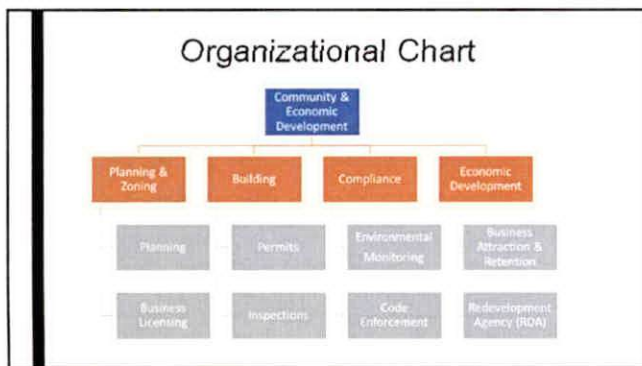 Organizational Chart
Community &
Economic
Development
Planning &
Zoning
Building
Compliance
Economic
Development
Planning
Permits
Environmental
Monitoring
Business
Attraction &
Retention
Business
Licensing
Inspections
Code
Enforcement
Redevelopment
Agency (RDA)